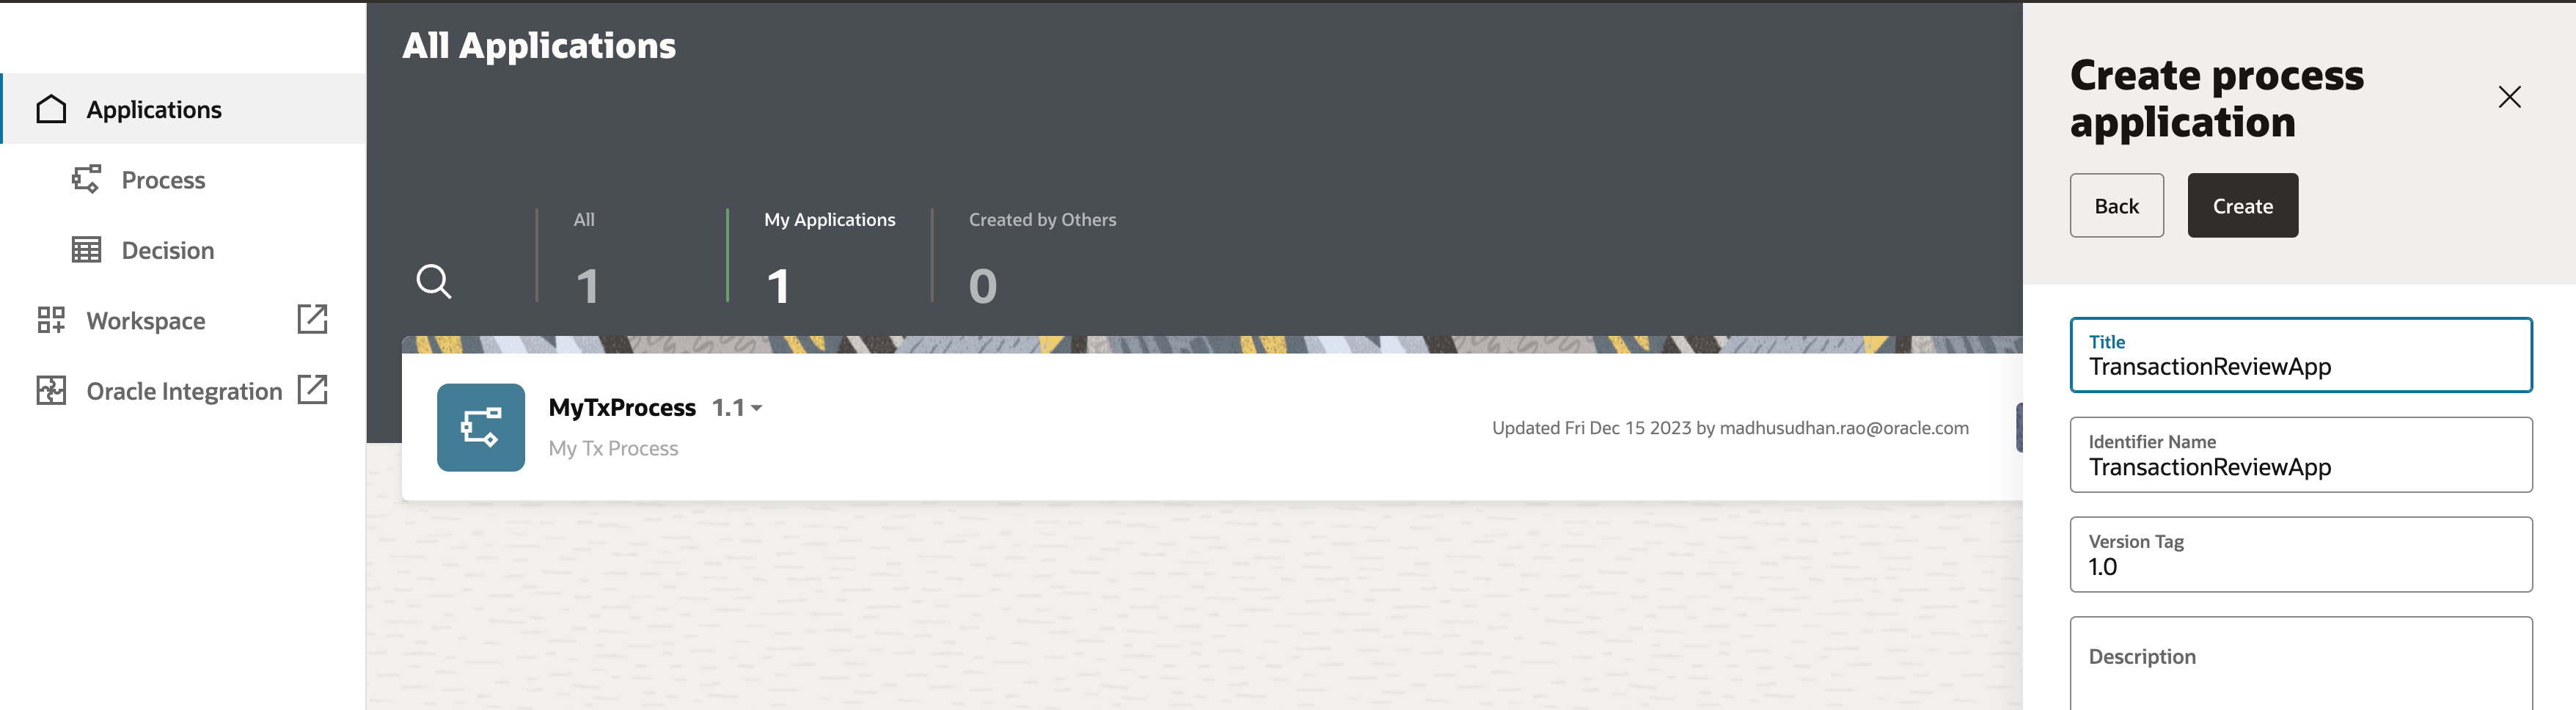 Applications
Process
Decision
Workspace
Oracle Integration
All Applications
All
1
My Applications
1
Created by Others
0
MyTxProcess 1.1
My Tx Process
Updated Fri Dec 15 2023 by madhusudhan.rao@oracle.com
Create process
application
Back
Create
Title
TransactionReviewApp
Identifier Name
TransactionReviewApp
Version Tag
1.0
Description